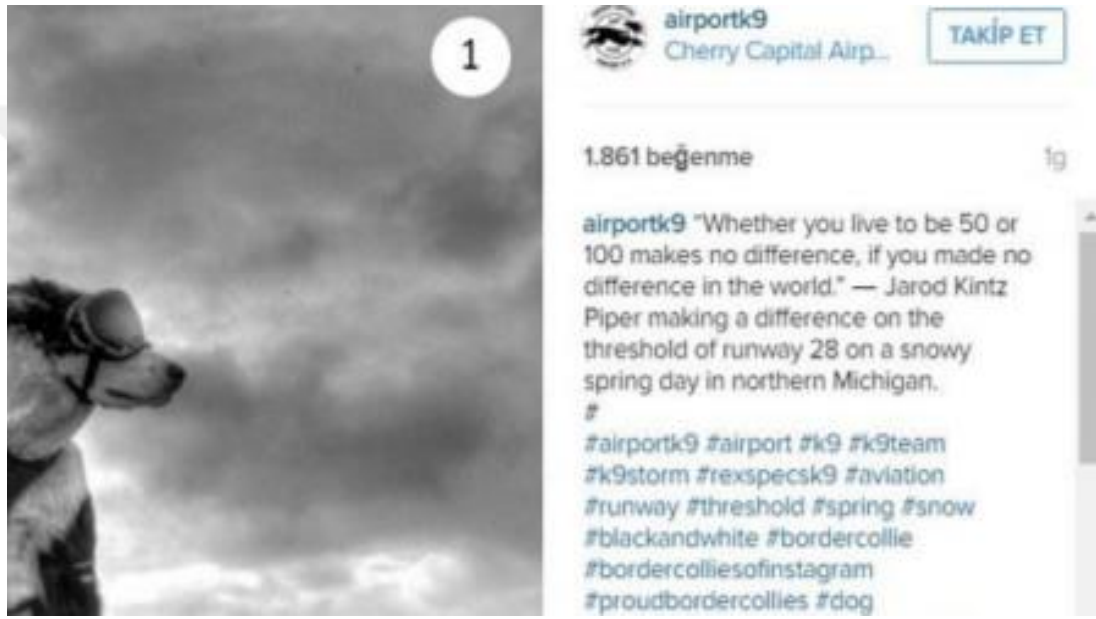 1
airportk9
Cherry Capital Airp...
TAKİP ET
1.861 beğenme
1g
airportk9 "Whether you live to be 50 or
100 makes no difference, if you made no
difference in the world." — Jarod Kintz
Piper making a difference on the
threshold of runway 28 on a snowy
spring day in northern Michigan.
#
#airportk9 #airport #k9 #k9team
#k9storm #rexspecsk9 #aviation
#runway #threshold #spring #snow
#blackandwhite #bordercollie
#bordercolliesofinstagram
#proudbordercollies #dog